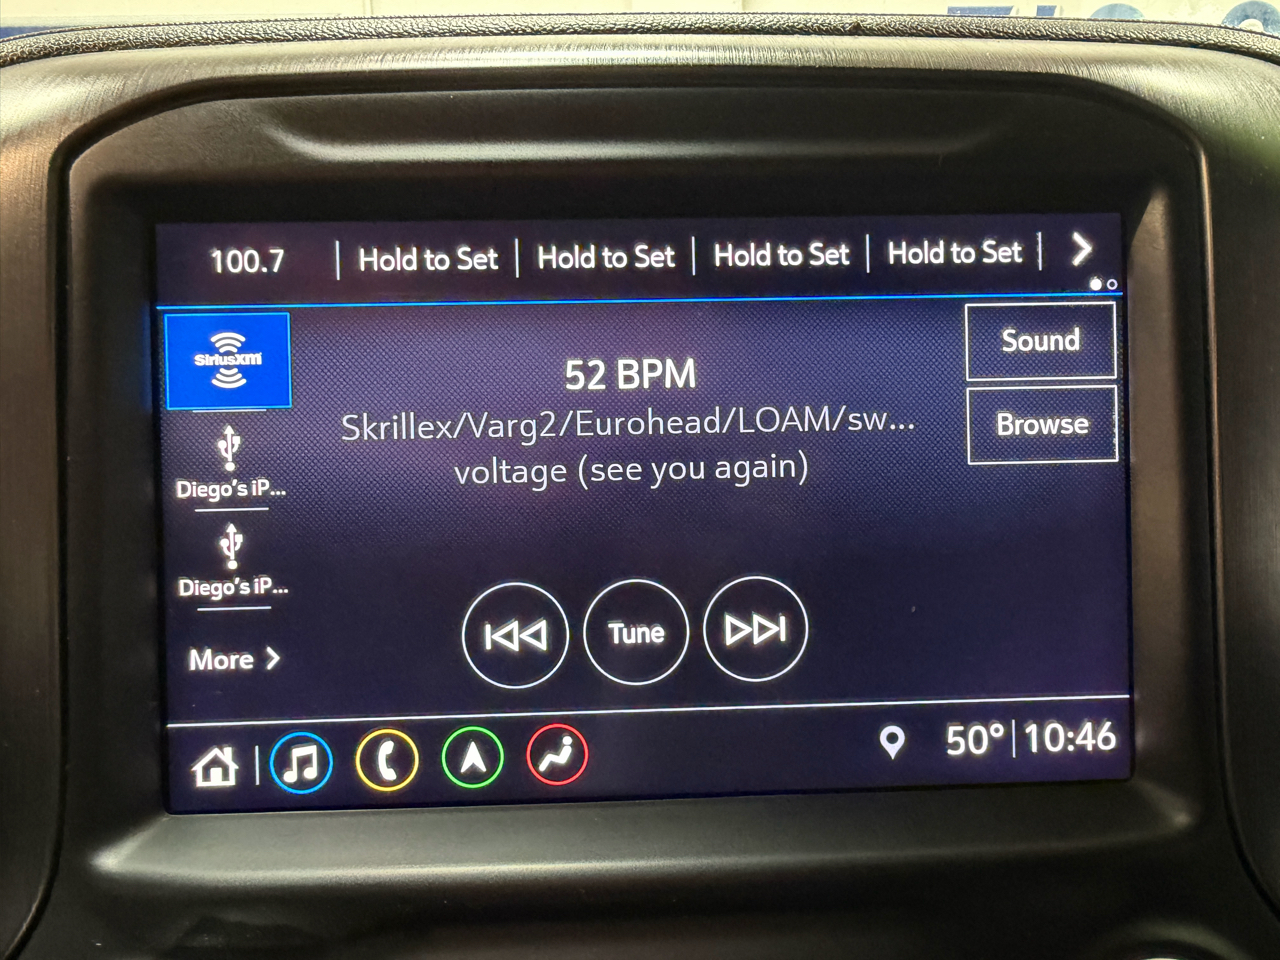 100.7 | Hold to Set | Hold to Set | Hold to Set | Hold to Set |
SiriusXM
52 BPM
Skrillex/Varg2/Eurohead/LOAM/sw...
voltage (see you again)
Sound
Browse
Diego's iP...
Diego's iP...
More
Tune
50° | 10:46